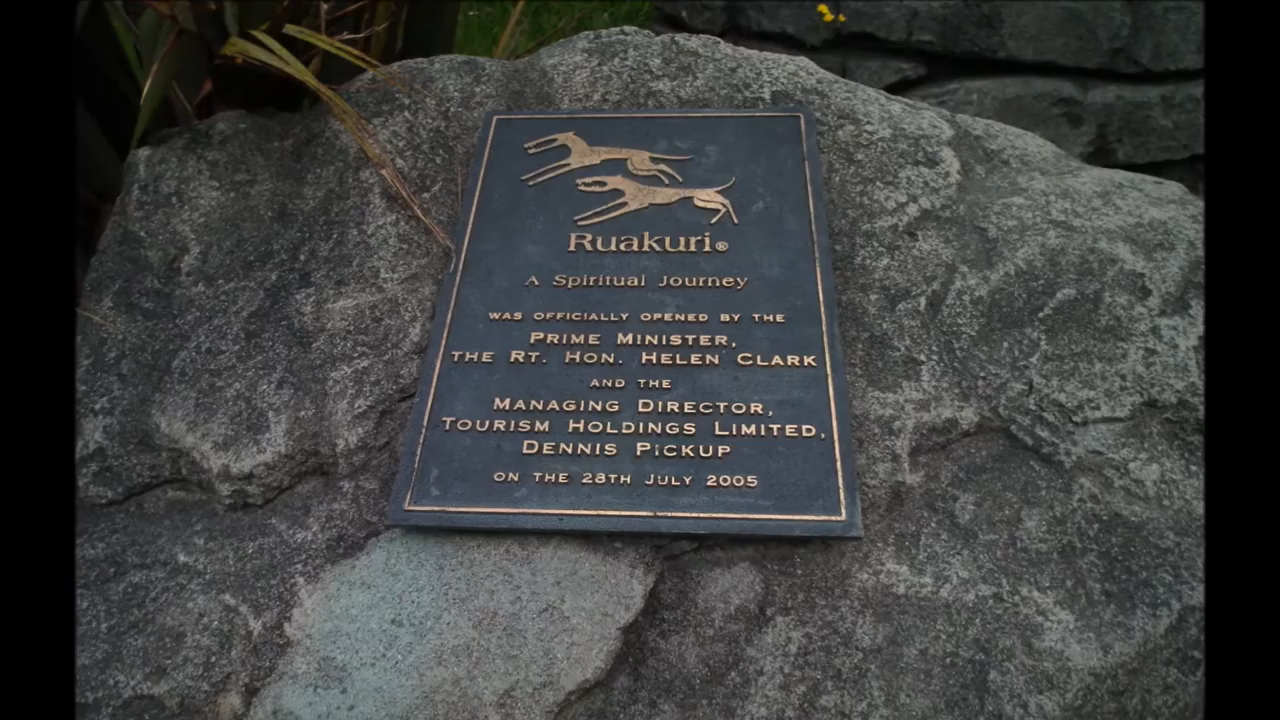 Ruakuri®
A Spiritual Journey
WAS OFFICIALLY OPENED BY THE
PRIME MINISTER,
THE RT. HON. HELEN CLARK
AND THE
MANAGING DIRECTOR,
TOURISM HOLDINGS LIMITED,
DENNIS PICKUP
ON THE 28TH JULY 2005